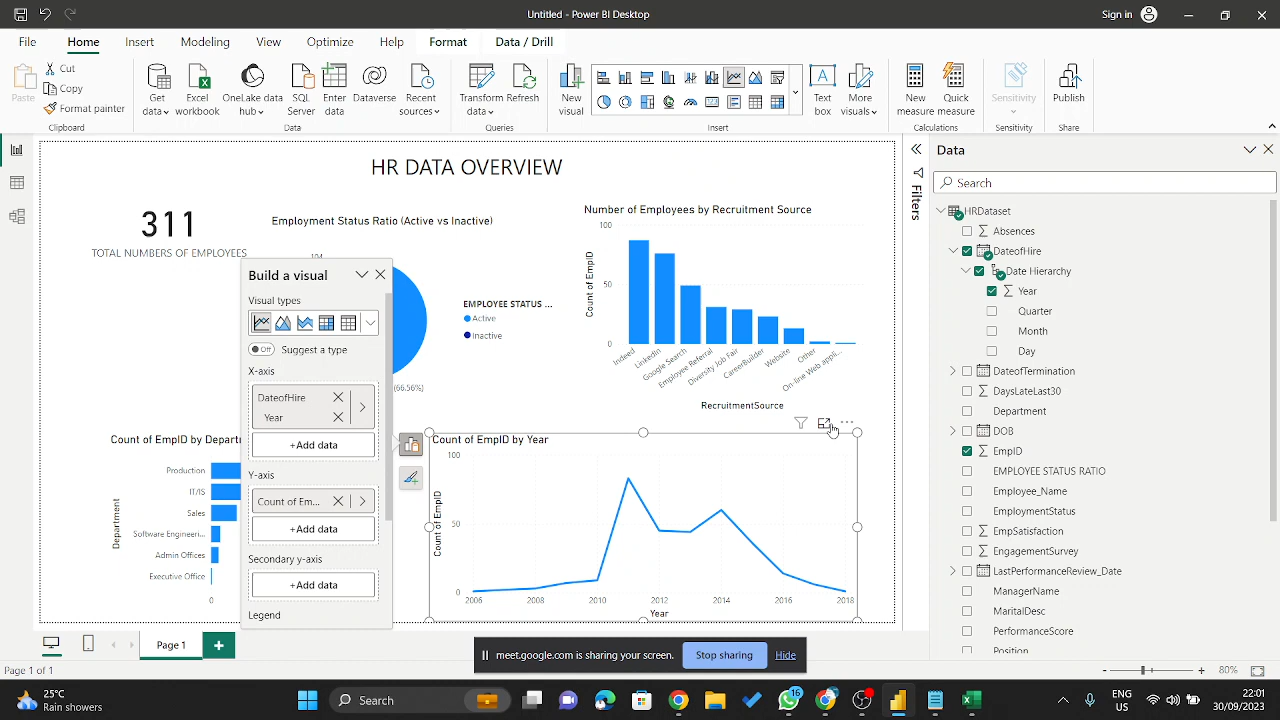 Untitled - Power BI Desktop
Sign in
File
Home
Insert
Modeling
View
Optimize
Help
Format
Data / Drill
Paste
Cut
Copy
Format painter
Clipboard
Get data
Excel workbook
OneLake data hub
SQL Server
Enter data
Dataverse
Recent sources
Data
Transform data
Refresh
Queries
New visual
Text box
More visuals
Insert
New measure
Quick measure
Calculations
Sensitivity
Sensitivity
Publish
Share
HR DATA OVERVIEW
311
TOTAL NUMBERS OF EMPLOYEES
Employment Status Ratio (Active vs Inactive)
EMPLOYEE STATUS ...
Active
Inactive
(66.56%)
Number of Employees by Recruitment Source
Count of EmpID
100
50
0
Indeed
LinkedIn
Google Search
Employee Referral
Diversity Job Fair
CareerBuilder
Website
Other
On-line Web appli...
RecruitmentSource
Count of EmpID by Departm
Department
Production
IT/IS
Sales
Software Engineeri...
Admin Offices
Executive Office
0
Build a visual
Visual types
Off
Suggest a type
X-axis
DateofHire
Year
+Add data
Y-axis
Count of Em...
+Add data
Secondary y-axis
+Add data
Legend
Count of EmpID by Year
Count of EmpID
100
50
0
2006
2008
2010
2012
2014
2016
2018
Year
Filters
Data
Search
HRDataset
Absences
DateofHire
Date Hierarchy
Year
Quarter
Month
Day
DateofTermination
DaysLateLast30
Department
DOB
EmpID
EMPLOYEE STATUS RATIO
Employee_Name
EmploymentStatus
EmpSatisfaction
EngagementSurvey
LastPerformanceReview_Date
ManagerName
MaritalDesc
PerformanceScore
Position
Page 1
meet.google.com is sharing your screen.
Stop sharing
Hide
Page 1 of 1
80%
25°C
Rain showers
Search
16
ENG
US
22:01
30/09/2023